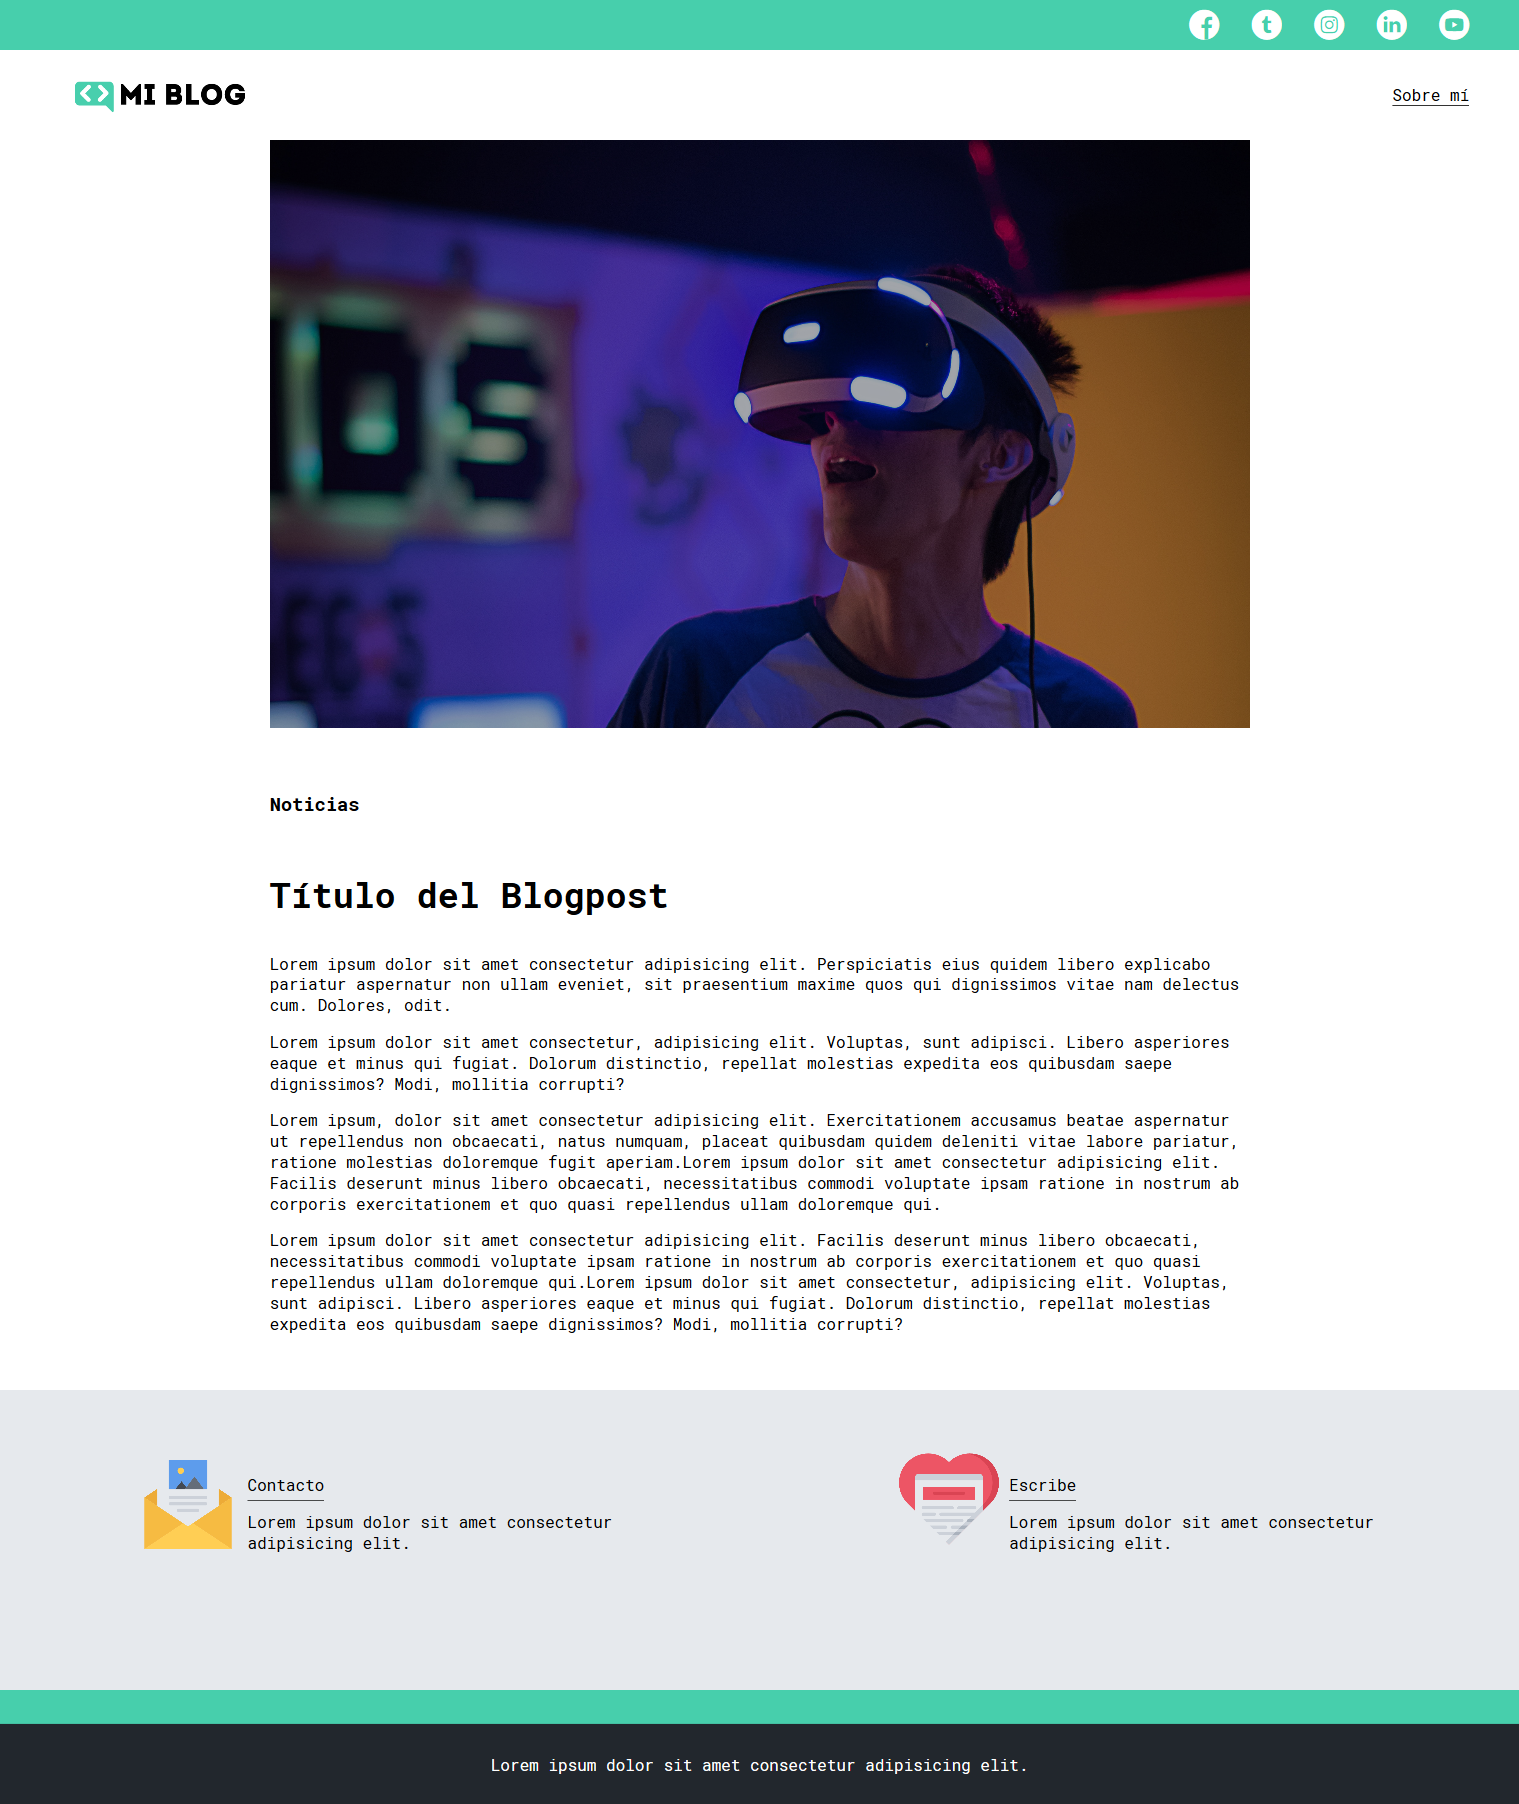 MI BLOG
Sobre mí
Noticias
Título del Blogpost
Lorem ipsum dolor sit amet consectetur adipisicing elit. Perspiciatis eius quidem libero explicabo
pariatur aspernatur non ullam eveniet, sit praesentium maxime quos qui dignissimos vitae nam delectus
cum. Dolores, odit.
Lorem ipsum dolor sit amet consectetur, adipisicing elit. Voluptas, sunt adipisci. Libero asperiores
eaque et minus qui fugiat. Dolorum distinctio, repellat molestias expedita eos quibusdam saepe
dignissimos? Modi, mollitia corrupti?
Lorem ipsum, dolor sit amet consectetur adipisicing elit. Exercitationem accusamus beatae aspernatur
ut repellendus non obcaecati, natus numquam, placeat quibusdam quidem deleniti vitae labore pariatur,
ratione molestias doloremque fugit aperiam.Lorem ipsum dolor sit amet consectetur adipisicing elit.
Facilis deserunt minus libero obcaecati, necessitatibus commodi voluptate ipsam ratione in nostrum ab
corporis exercitationem et quo quasi repellendus ullam doloremque qui.
Lorem ipsum dolor sit amet consectetur adipisicing elit. Facilis deserunt minus libero obcaecati,
necessitatibus commodi voluptate ipsam ratione in nostrum ab corporis exercitationem et quo quasi
repellendus ullam doloremque qui.Lorem ipsum dolor sit amet consectetur, adipisicing elit. Voluptas,
sunt adipisci. Libero asperiores eaque et minus qui fugiat. Dolorum distinctio, repellat molestias
expedita eos quibusdam saepe dignissimos? Modi, mollitia corrupti?
Contacto
Lorem ipsum dolor sit amet consectetur
adipisicing elit.
Escribe
Lorem ipsum dolor sit amet consectetur
adipisicing elit.
Lorem ipsum dolor sit amet consectetur adipisicing elit.